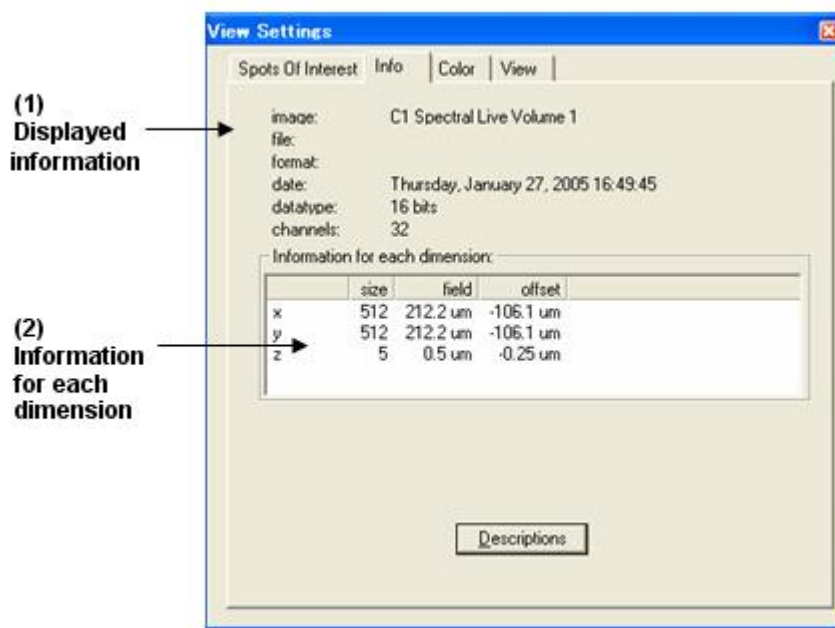 View Settings
Spots Of Interest Info Color View
(1)
Displayed
information
image: C1 Spectral Live Volume 1
file:
format:
date: Thursday, January 27, 2005 16:49:45
datatype: 16 bits
channels: 32
Information for each dimension:
size field offset
x 512 212.2 um -106.1 um
y 512 212.2 um -106.1 um
z 5 0.5 um -0.25 um
(2)
Information
for each
dimension
Descriptions